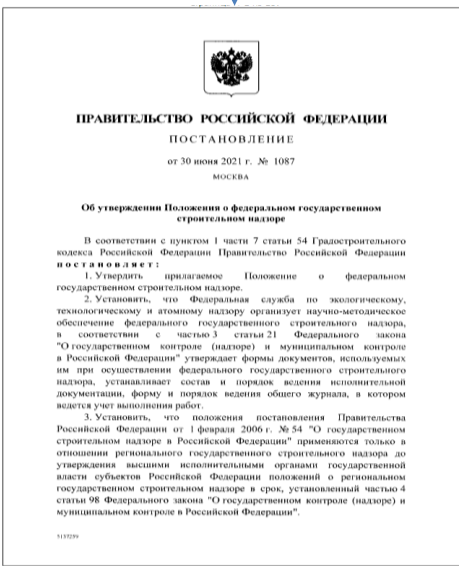 ПРАВИТЕЛЬСТВО РОССИЙСКОЙ ФЕДЕРАЦИИ
ПОСТАНОВЛЕНИЕ
от 30 июня 2021 г. № 1087
МОСКВА
Об утверждении Положения о федеральном государственном
строительном надзоре
В соответствии с пунктом 1 части 7 статьи 54 Градостроительного
кодекса Российской Федерации Правительство Российской Федерации
постановляет:
1. Утвердить прилагаемое Положение о федеральном
государственном строительном надзоре.
2. Установить, что Федеральная служба по экологическому,
технологическому и атомному надзору организует научно-методическое
обеспечение федерального государственного строительного надзора,
в соответствии с частью 3 статьи 21 Федерального закона
"О государственном контроле (надзоре) и муниципальном контроле
в Российской Федерации" утверждает формы документов, используемых
им при осуществлении федерального государственного строительного
надзора, устанавливает состав и порядок ведения исполнительной
документации, форму и порядок ведения общего журнала, в котором
ведется учет выполнения работ.
3. Установить, что положения постановления Правительства
Российской Федерации от 1 февраля 2006 г. № 54 "О государственном
строительном надзоре в Российской Федерации" применяются только в
отношении регионального государственного строительного надзора до
утверждения высшими исполнительными органами государственной
власти субъектов Российской Федерации положений о региональном
государственном строительном надзоре в срок, установленный частью 4
статьи 98 Федерального закона "О государственном контроле (надзоре) и
муниципальном контроле в Российской Федерации".